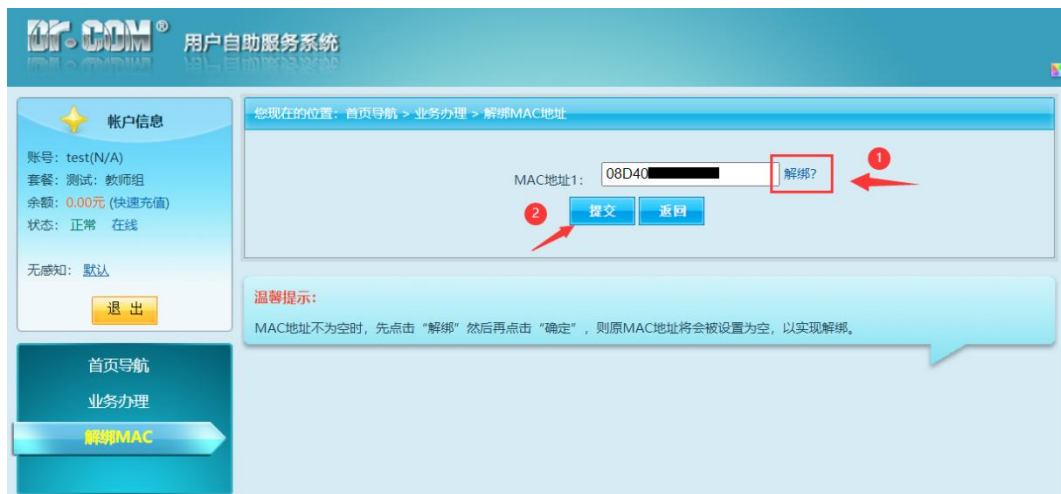 Dr.COM® 用户自助服务系统
帐户信息
账号：test(N/A)
套餐：测试：教师组
余额：0.00元 (快速充值)
状态： 正常 在线
无感知： 默认
退 出
首页导航
业务办理
解绑MAC
您现在的位置：首页导航 > 业务办理 > 解绑MAC地址
MAC地址1： 08D40 解绑? 1
2 提交 返回
温馨提示：
MAC地址不为空时，先点击“解绑”然后再点击“确定”，则原MAC地址将会被设置为空，以实现解绑。